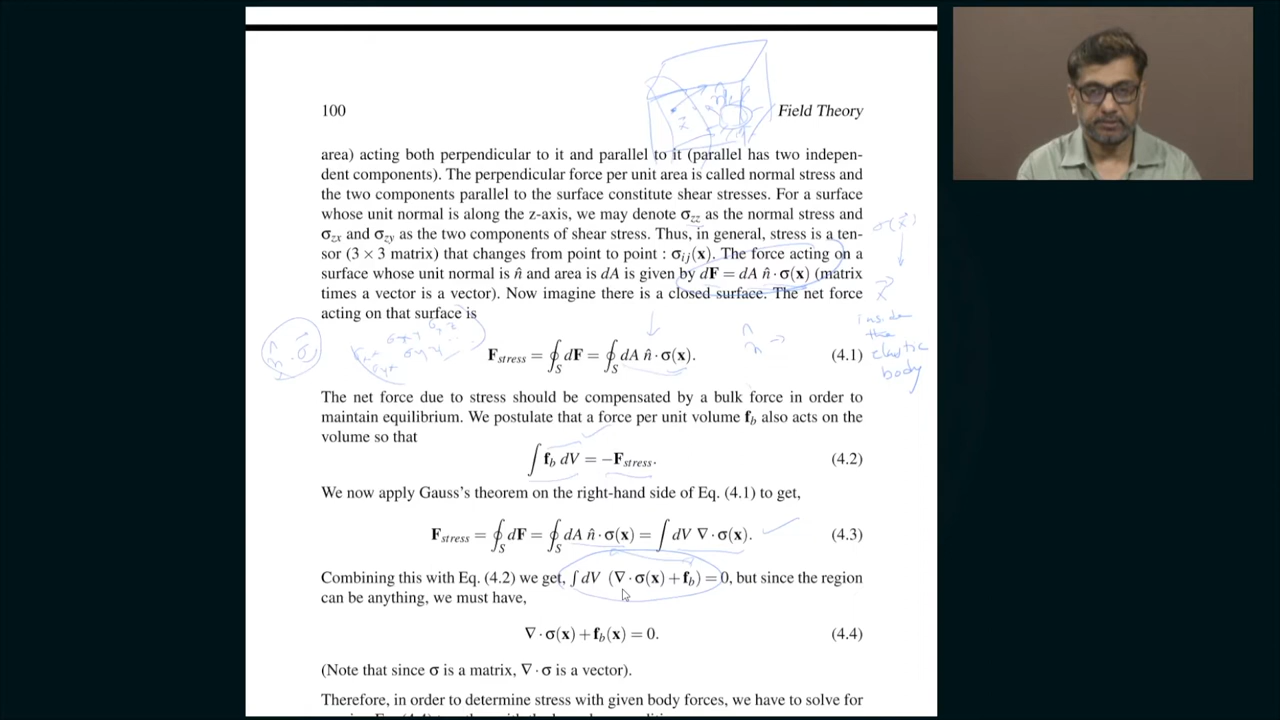 100 Field Theory
area) acting both perpendicular to it and parallel to it (parallel has two indepen-
dent components). The perpendicular force per unit area is called normal stress and
the two components parallel to the surface constitute shear stresses. For a surface
whose unit normal is along the z-axis, we may denote σ_zz as the normal stress and
σ_zx and σ_zy as the two components of shear stress. Thus, in general, stress is a ten-
sor (3 × 3 matrix) that changes from point to point : σ_ij(x). The force acting on a
surface whose unit normal is n̂ and area is dA is given by dF = dA n̂ · σ(x) (matrix
times a vector is a vector). Now imagine there is a closed surface. The net force
acting on that surface is
F_stress = ∮_S dF = ∮_S dA n̂ · σ(x). (4.1)
The net force due to stress should be compensated by a bulk force in order to
maintain equilibrium. We postulate that a force per unit volume f_b also acts on the
volume so that
∫ f_b dV = −F_stress. (4.2)
We now apply Gauss's theorem on the right-hand side of Eq. (4.1) to get,
F_stress = ∮_S dF = ∮_S dA n̂ · σ(x) = ∫ dV ∇ · σ(x). (4.3)
Combining this with Eq. (4.2) we get, ∫ dV (∇ · σ(x) + f_b) = 0, but since the region
can be anything, we must have,
∇ · σ(x) + f_b(x) = 0. (4.4)
(Note that since σ is a matrix, ∇ · σ is a vector).
Therefore, in order to determine stress with given body forces, we have to solve for
σ(x⃗)
x⃗
inside
the
elastic
body
n̂ · σ